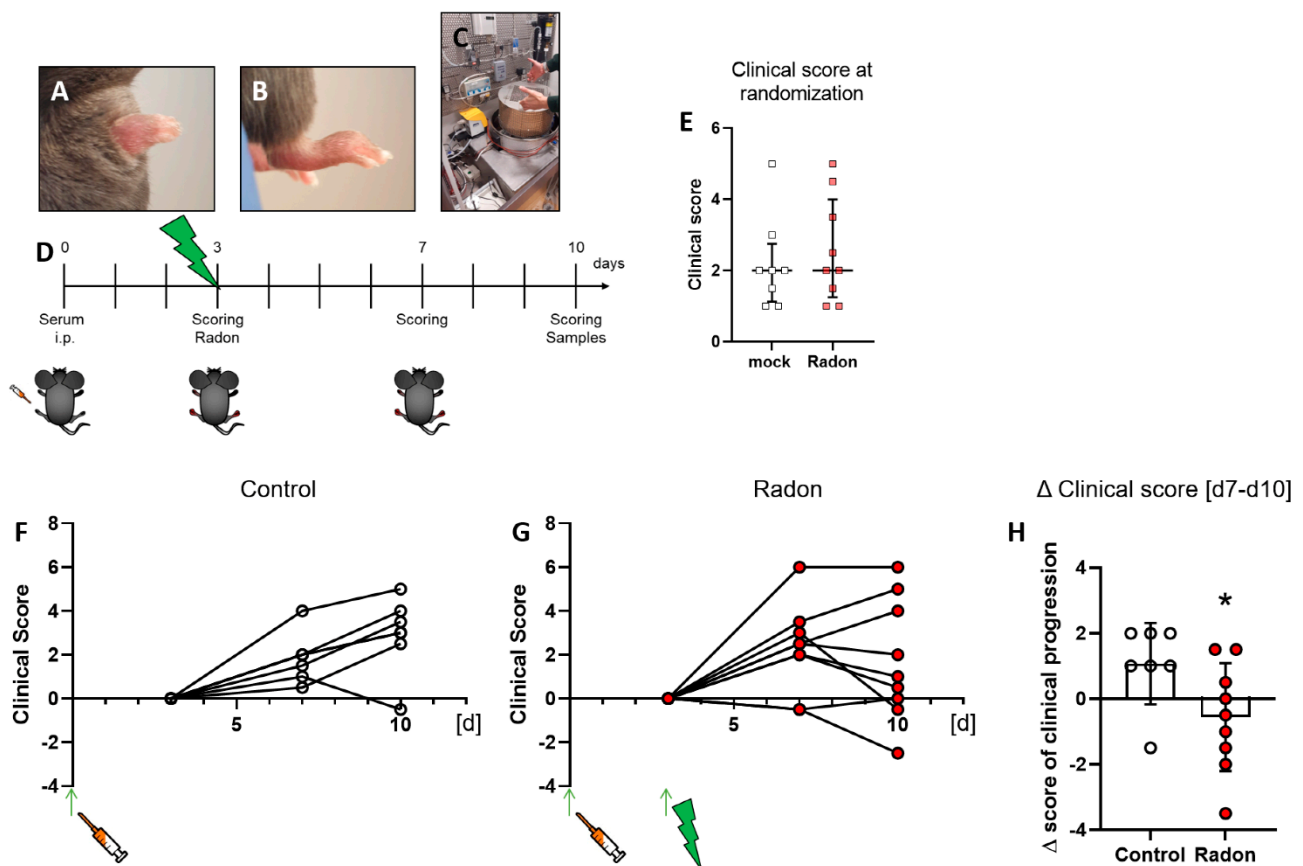 A
B
C
Clinical score at
randomization
E
Clinical score
6
4
2
0
mock Radon
D
0 3 7 10
days
Serum
i.p.
Scoring
Radon
Scoring
Scoring
Samples
Control
F
Clinical Score
8
6
4
2
0
-2
-4
5 10 [d]
Radon
G
Clinical Score
8
6
4
2
0
-2
-4
5 10 [d]
Δ Clinical score [d7-d10]
H
Δ score of clinical progression
4
2
0
-2
-4
*
Control Radon